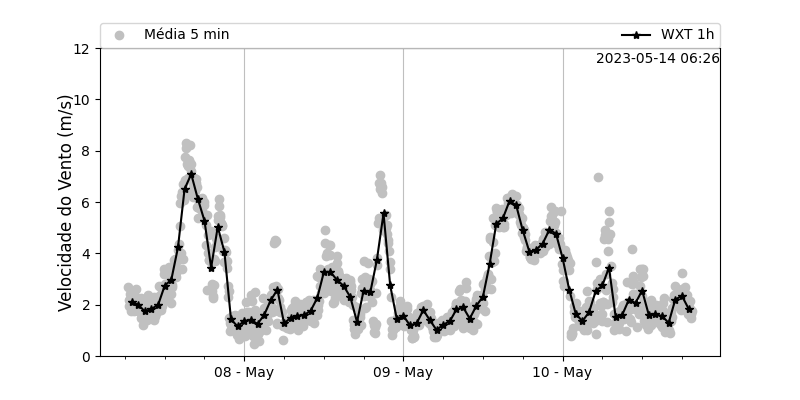 Média 5 min
WXT 1h
2023-05-14 06:26
Velocidade do Vento (m/s)
12
10
8
6
4
2
0
08 - May
09 - May
10 - May